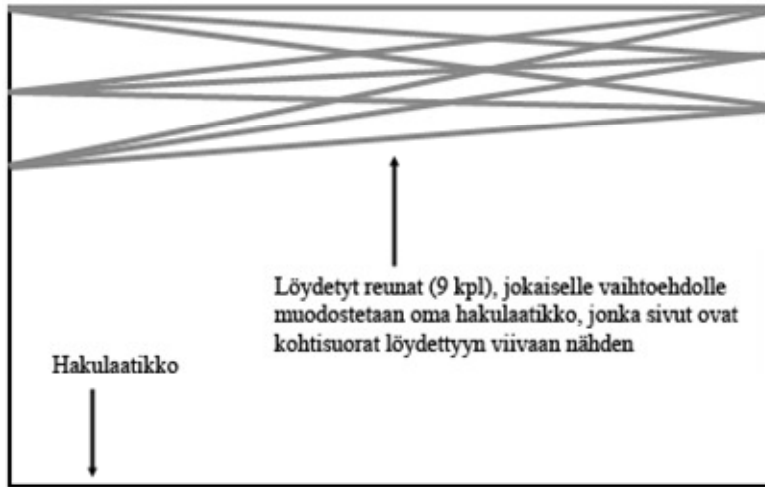 Löydetyt reunat (9 kpl), jokaiselle vaihtoehdolle
muodostetaan oma hakulaatikko, jonka sivut ovat
kohtisuorat löydettyyn viivaan nähden
Hakulaatikko